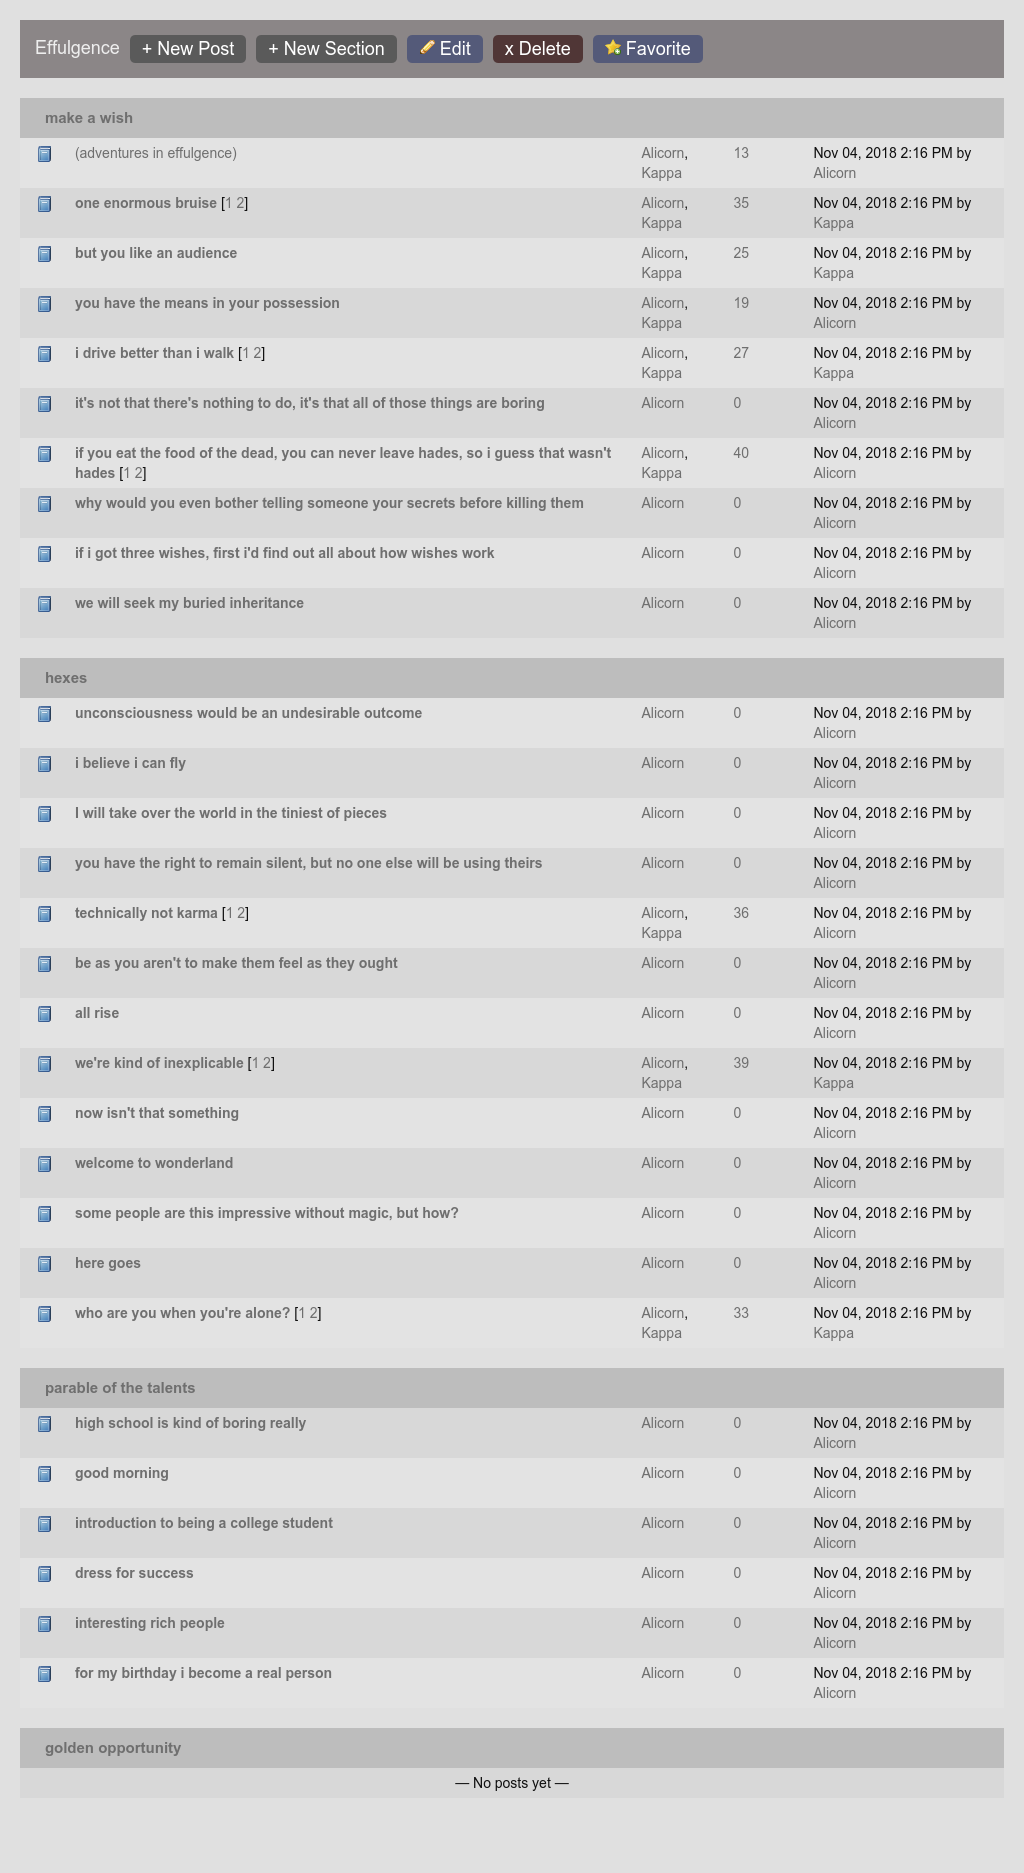 Effulgence + New Post + New Section Edit x Delete Favorite
make a wish
(adventures in effulgence) Alicorn, 13 Nov 04, 2018 2:16 PM by
Kappa Alicorn
one enormous bruise [1 2] Alicorn, 35 Nov 04, 2018 2:16 PM by
Kappa Kappa
but you like an audience Alicorn, 25 Nov 04, 2018 2:16 PM by
Kappa Kappa
you have the means in your possession Alicorn, 19 Nov 04, 2018 2:16 PM by
Kappa Alicorn
i drive better than i walk [1 2] Alicorn, 27 Nov 04, 2018 2:16 PM by
Kappa Kappa
it's not that there's nothing to do, it's that all of those things are boring Alicorn 0 Nov 04, 2018 2:16 PM by
Alicorn
if you eat the food of the dead, you can never leave hades, so i guess that wasn't Alicorn, 40 Nov 04, 2018 2:16 PM by
hades [1 2] Kappa Alicorn
why would you even bother telling someone your secrets before killing them Alicorn 0 Nov 04, 2018 2:16 PM by
Alicorn
if i got three wishes, first i'd find out all about how wishes work Alicorn 0 Nov 04, 2018 2:16 PM by
Alicorn
we will seek my buried inheritance Alicorn 0 Nov 04, 2018 2:16 PM by
Alicorn
hexes
unconsciousness would be an undesirable outcome Alicorn 0 Nov 04, 2018 2:16 PM by
Alicorn
i believe i can fly Alicorn 0 Nov 04, 2018 2:16 PM by
Alicorn
I will take over the world in the tiniest of pieces Alicorn 0 Nov 04, 2018 2:16 PM by
Alicorn
you have the right to remain silent, but no one else will be using theirs Alicorn 0 Nov 04, 2018 2:16 PM by
Alicorn
technically not karma [1 2] Alicorn, 36 Nov 04, 2018 2:16 PM by
Kappa Alicorn
be as you aren't to make them feel as they ought Alicorn 0 Nov 04, 2018 2:16 PM by
Alicorn
all rise Alicorn 0 Nov 04, 2018 2:16 PM by
Alicorn
we're kind of inexplicable [1 2] Alicorn, 39 Nov 04, 2018 2:16 PM by
Kappa Kappa
now isn't that something Alicorn 0 Nov 04, 2018 2:16 PM by
Alicorn
welcome to wonderland Alicorn 0 Nov 04, 2018 2:16 PM by
Alicorn
some people are this impressive without magic, but how? Alicorn 0 Nov 04, 2018 2:16 PM by
Alicorn
here goes Alicorn 0 Nov 04, 2018 2:16 PM by
Alicorn
who are you when you're alone? [1 2] Alicorn, 33 Nov 04, 2018 2:16 PM by
Kappa Kappa
parable of the talents
high school is kind of boring really Alicorn 0 Nov 04, 2018 2:16 PM by
Alicorn
good morning Alicorn 0 Nov 04, 2018 2:16 PM by
Alicorn
introduction to being a college student Alicorn 0 Nov 04, 2018 2:16 PM by
Alicorn
dress for success Alicorn 0 Nov 04, 2018 2:16 PM by
Alicorn
interesting rich people Alicorn 0 Nov 04, 2018 2:16 PM by
Alicorn
for my birthday i become a real person Alicorn 0 Nov 04, 2018 2:16 PM by
Alicorn
golden opportunity
— No posts yet —